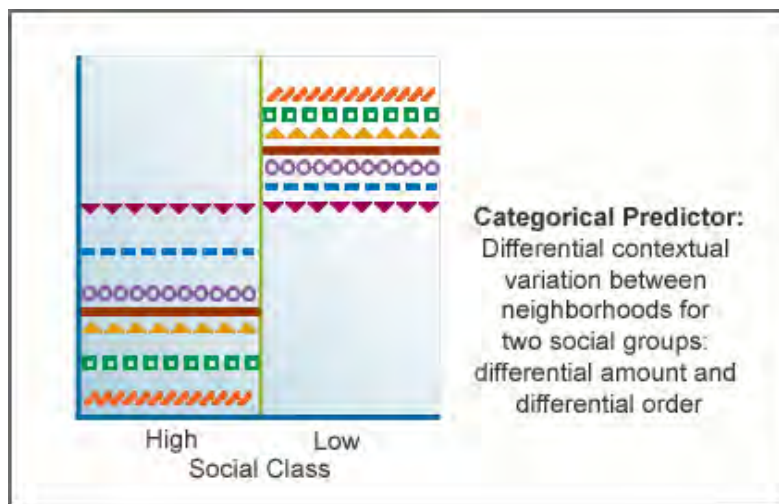 High
Low
Social Class
Categorical Predictor:
Differential contextual
variation between
neighborhoods for
two social groups:
differential amount and
differential order